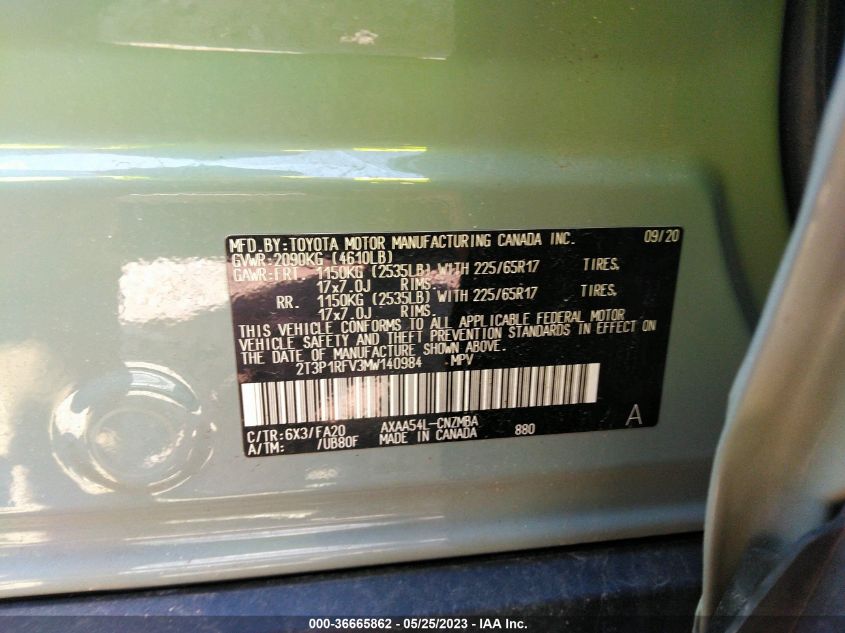 MFD.BY:TOYOTA MOTOR MANUFACTURING CANADA INC. 09/20
GVWR:2090KG (4610LB)
GAWR:FRT. 1150KG (2535LB) WITH 225/65R17 TIRES,
17x7.0J RIMS.
RR. 1150KG (2535LB) WITH 225/65R17 TIRES,
17x7.0J RIMS.
THIS VEHICLE CONFORMS TO ALL APPLICABLE FEDERAL MOTOR
VEHICLE SAFETY AND THEFT PREVENTION STANDARDS IN EFFECT ON
THE DATE OF MANUFACTURE SHOWN ABOVE.
2T3P1RFV3MW140984 MPV
C/TR:6X3/FA20 AXAA54L-CNZMBA A
A/TM: /UB80F MADE IN CANADA 880
000-36665862 - 05/25/2023 - IAA Inc.